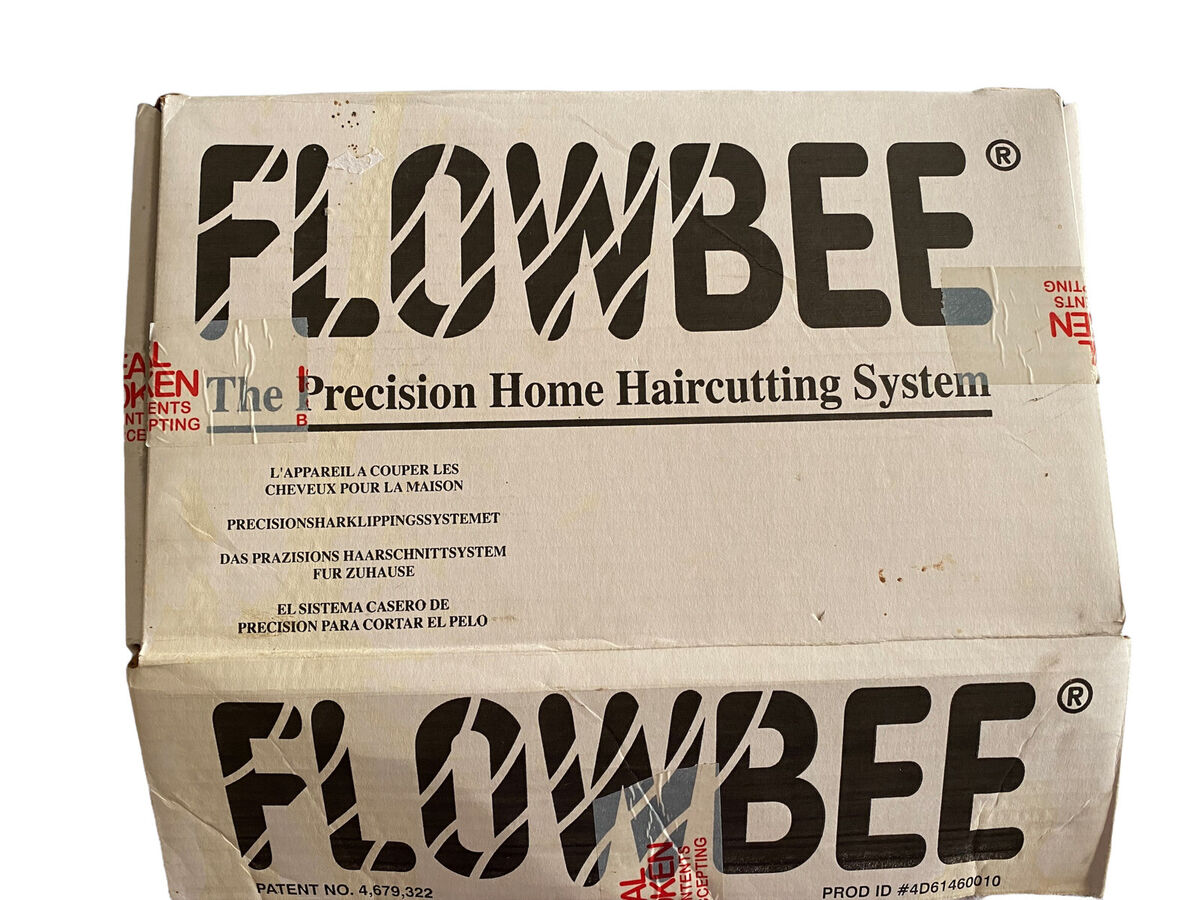 FLOWBEE®
The Precision Home Haircutting System
L'APPAREIL A COUPER LES
CHEVEUX POUR LA MAISON
PRECISIONSHARKLIPPINGSSYSTEMET
DAS PRAZISIONS HAARSCHNITTSYSTEM
FUR ZUHAUSE
EL SISTEMA CASERO DE
PRECISION PARA CORTAR EL PELO
FLOWBEE®
PATENT NO. 4,679,322
PROD ID #4D61460010